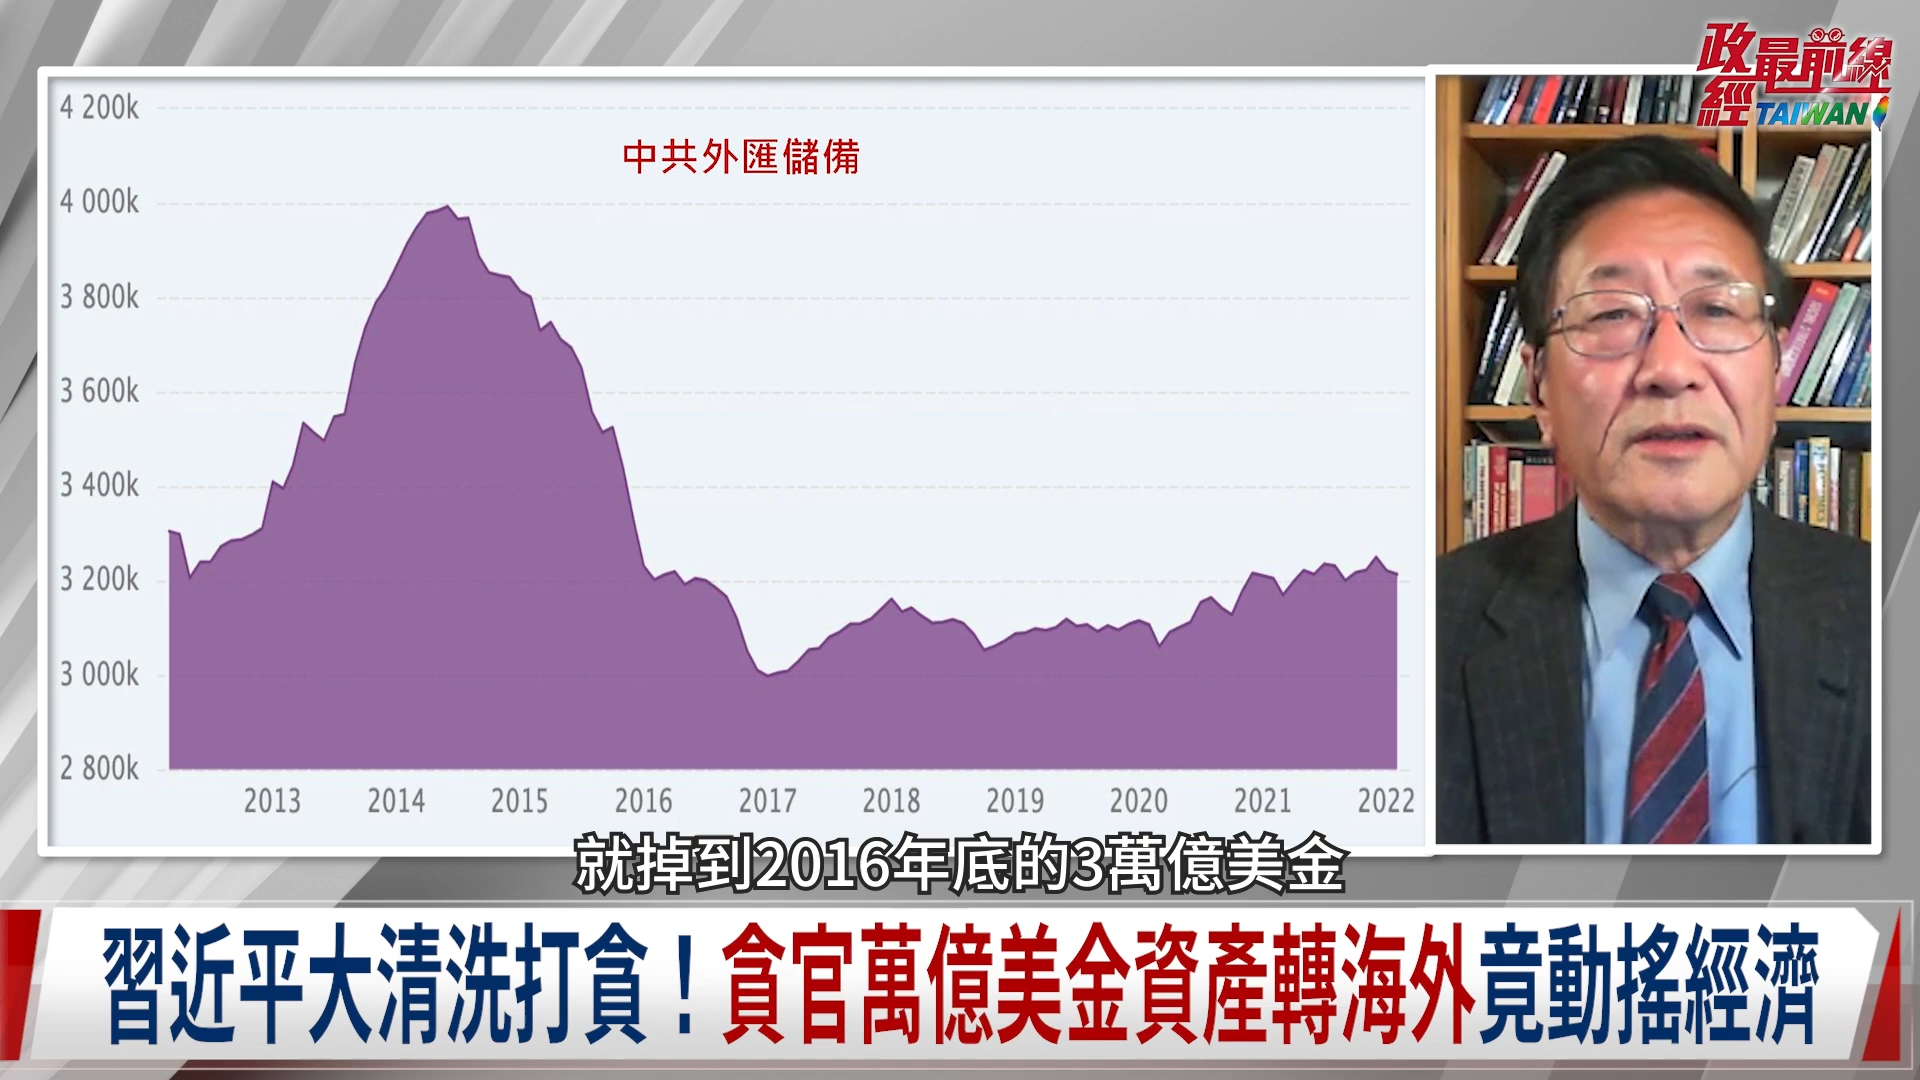 政經最前線
TAIWAN
4 200k
中共外匯儲備
4 000k
3 800k
3 600k
3 400k
3 200k
3 000k
2 800k
2013 2014 2015 2016 2017 2018 2019 2020 2021 2022
就掉到2016年底的3萬億美金
習近平大清洗打貪！貪官萬億美金資產轉海外竟動搖經濟